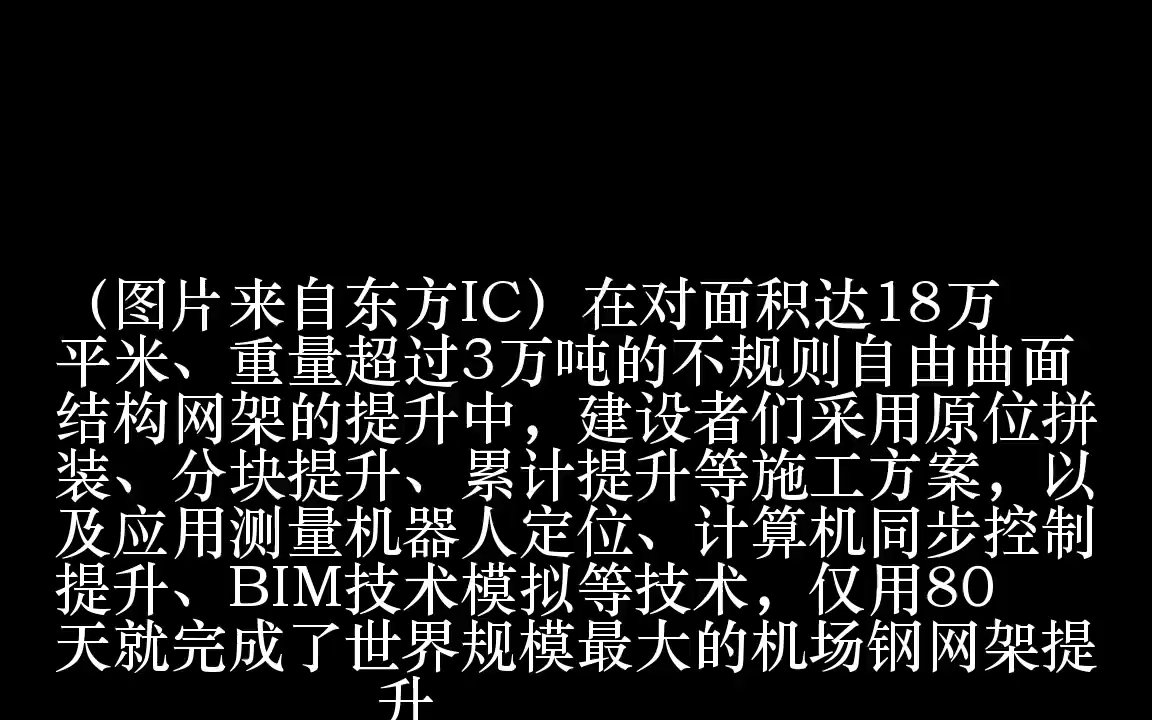 （图片来自东方IC）在对面积达18万
平米、重量超过3万吨的不规则自由曲面
结构网架的提升中，建设者们采用原位拼
装、分块提升、累计提升等施工方案，以
及应用测量机器人定位、计算机同步控制
提升、BIM技术模拟等技术，仅用80
天就完成了世界规模最大的机场钢网架提
升